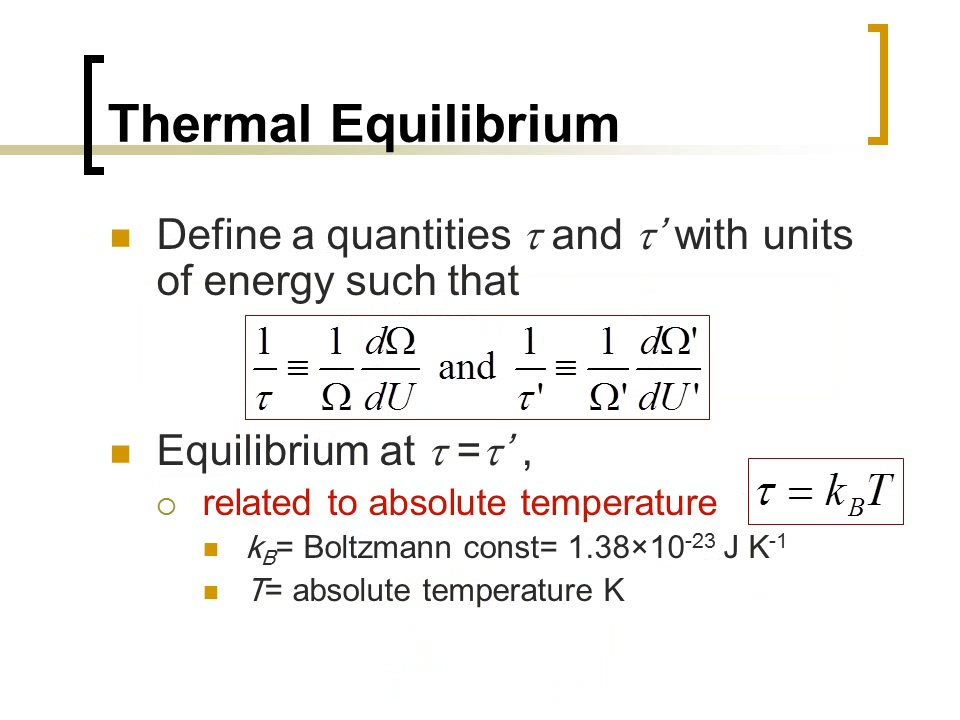 Thermal Equilibrium
Define a quantities τ and τ’ with units
of energy such that
1/τ ≡ 1/Ω dΩ/dU and 1/τ' ≡ 1/Ω' dΩ'/dU'
Equilibrium at τ =τ’ ,
related to absolute temperature
τ = k_B T
k_B= Boltzmann const= 1.38×10⁻²³ J K⁻¹
T= absolute temperature K